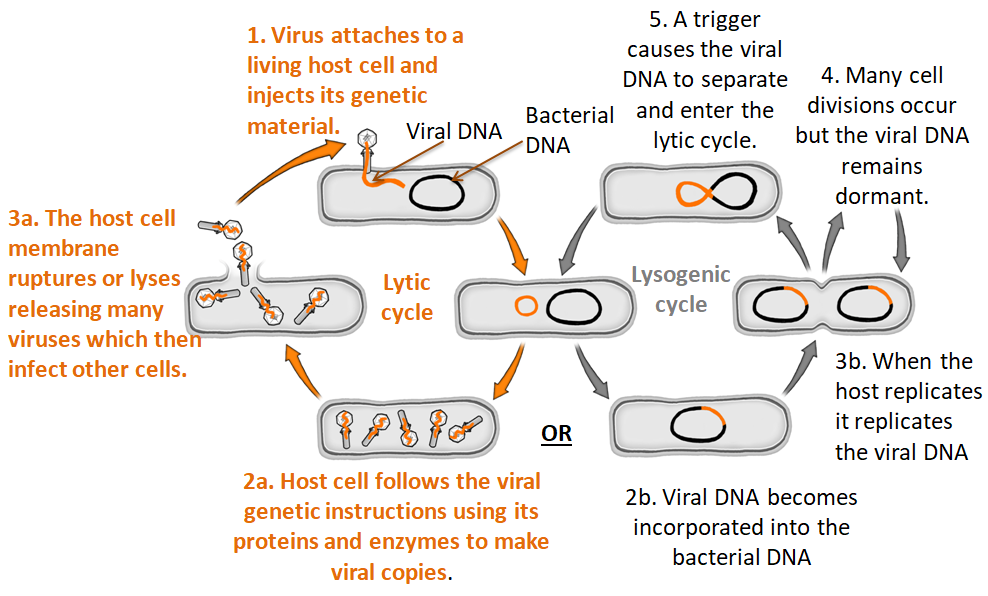 1. Virus attaches to a
living host cell and
injects its genetic
material.
Viral DNA
Bacterial
DNA
5. A trigger
causes the viral
DNA to separate
and enter the
lytic cycle.
4. Many cell
divisions occur
but the viral DNA
remains
dormant.
3a. The host cell
membrane
ruptures or lyses
releasing many
viruses which then
infect other cells.
Lytic
cycle
Lysogenic
cycle
3b. When the
host replicates
it replicates
the viral DNA
OR
2a. Host cell follows the viral
genetic instructions using its
proteins and enzymes to make
viral copies.
2b. Viral DNA becomes
incorporated into the
bacterial DNA